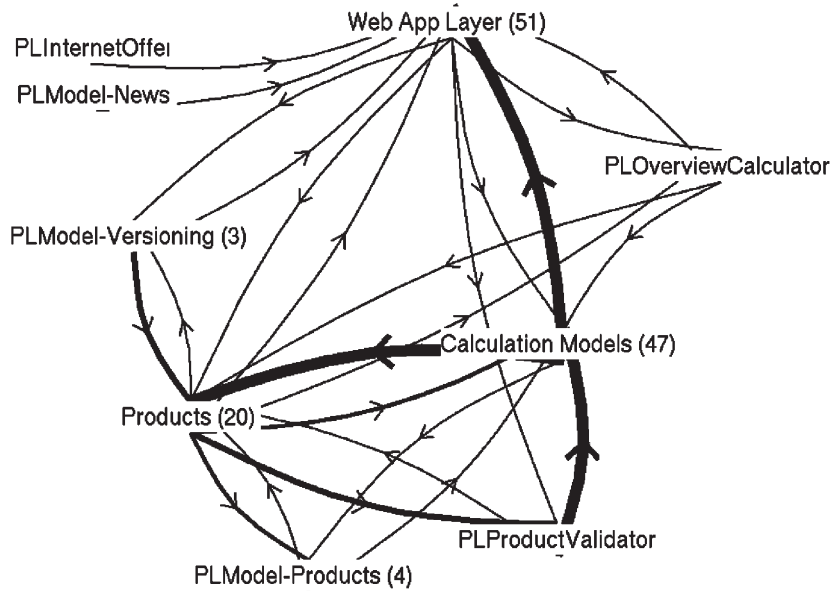 Web App Layer (51)
PLInternetOffer
PLModel-News
PLOverviewCalculator
PLModel-Versioning (3)
Calculation Models (47)
Products (20)
PLProductValidator
PLModel-Products (4)